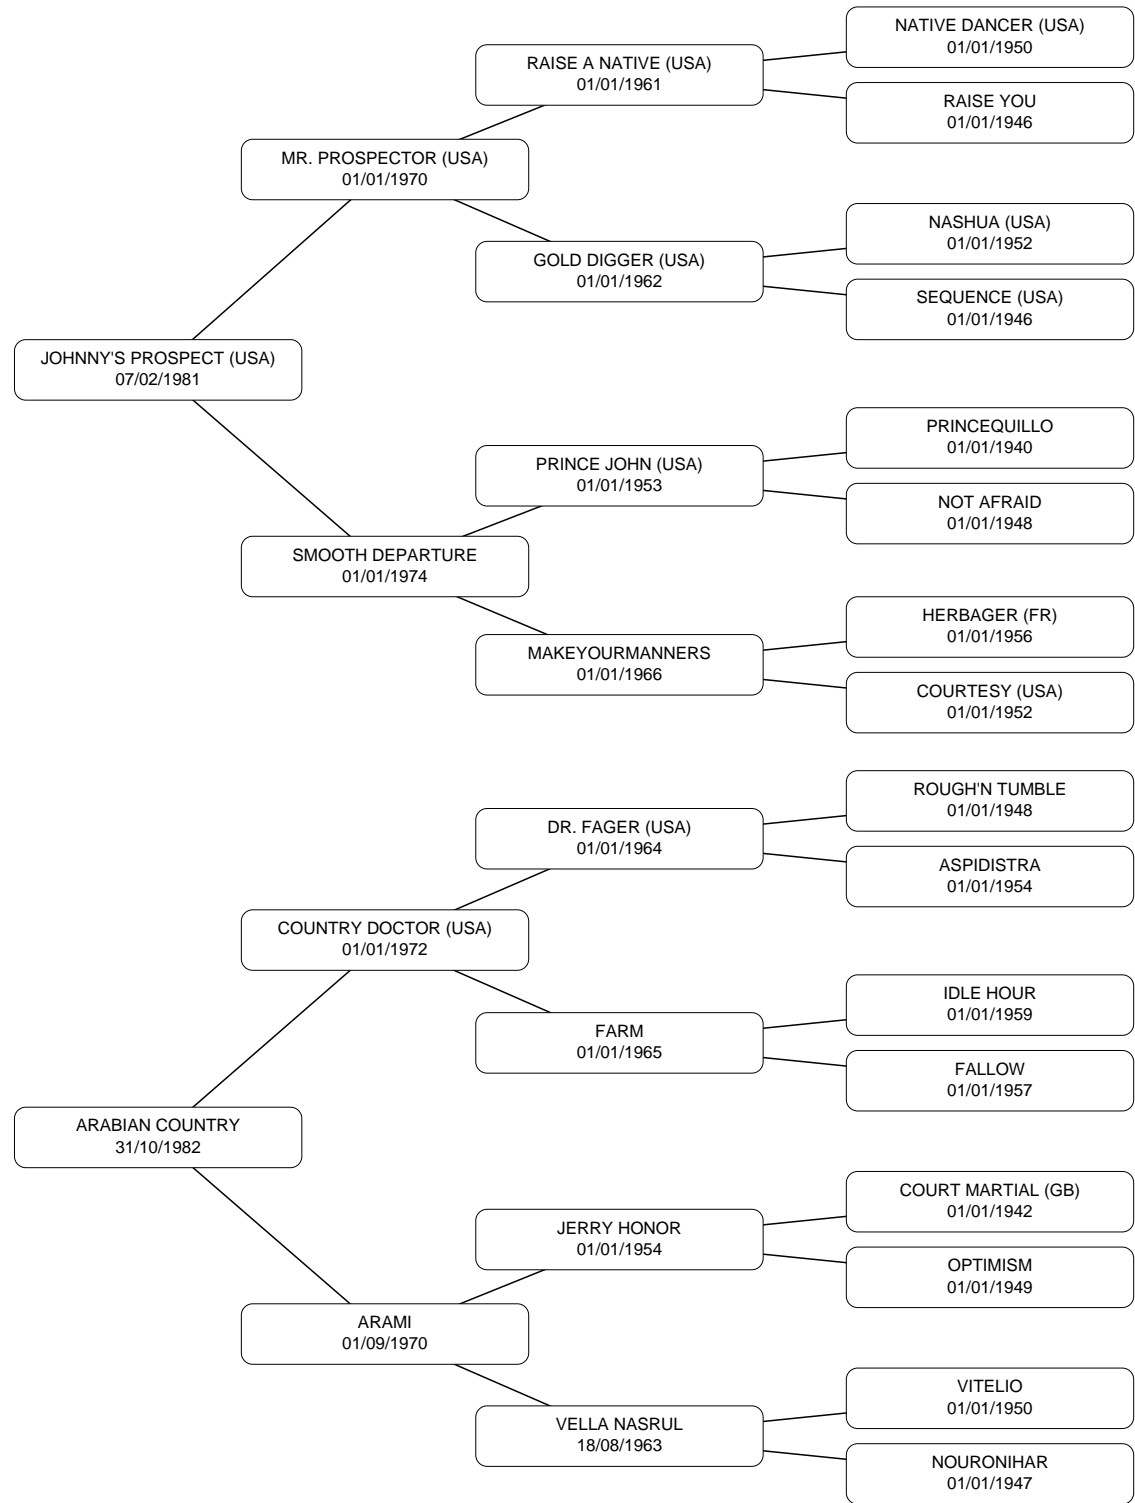 NATIVE DANCER (USA)
01/01/1950
RAISE A NATIVE (USA)
01/01/1961
RAISE YOU
01/01/1946
MR. PROSPECTOR (USA)
01/01/1970
NASHUA (USA)
01/01/1952
GOLD DIGGER (USA)
01/01/1962
SEQUENCE (USA)
01/01/1946
JOHNNY'S PROSPECT (USA)
07/02/1981
PRINCEQUILLO
01/01/1940
PRINCE JOHN (USA)
01/01/1953
NOT AFRAID
01/01/1948
SMOOTH DEPARTURE
01/01/1974
HERBAGER (FR)
01/01/1956
MAKEYOURMANNERS
01/01/1966
COURTESY (USA)
01/01/1952
ROUGH'N TUMBLE
01/01/1948
DR. FAGER (USA)
01/01/1964
ASPIDISTRA
01/01/1954
COUNTRY DOCTOR (USA)
01/01/1972
IDLE HOUR
01/01/1959
FARM
01/01/1965
FALLOW
01/01/1957
ARABIAN COUNTRY
31/10/1982
COURT MARTIAL (GB)
01/01/1942
JERRY HONOR
01/01/1954
OPTIMISM
01/01/1949
ARAMI
01/09/1970
VITELIO
01/01/1950
VELLA NASRUL
18/08/1963
NOURONIHAR
01/01/1947